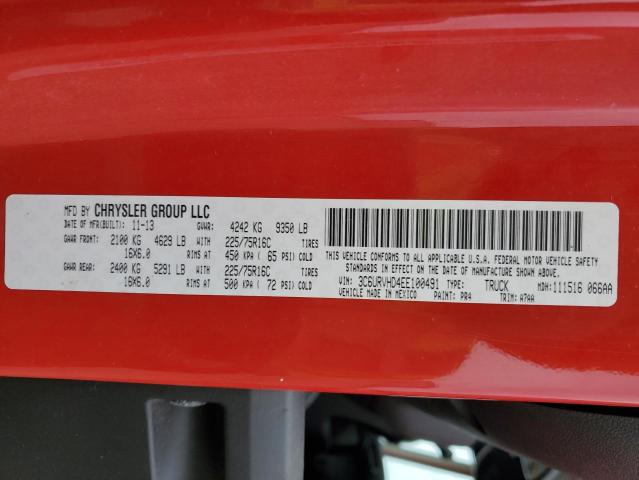 MFD BY CHRYSLER GROUP LLC
DATE OF MFR(BUILT): 11-13 GVWR: 4242 KG 9350 LB
GAWR FRONT: 2100 KG 4629 LB WITH 225/75R16C TIRES
16X6.0 RIMS AT 450 KPA ( 65 PSI) COLD
GAWR REAR: 2400 KG 5291 LB WITH 225/75R16C TIRES
16X6.0 RIMS AT 500 KPA ( 72 PSI) COLD
THIS VEHICLE CONFORMS TO ALL APPLICABLE U.S.A. FEDERAL MOTOR VEHICLE SAFETY
STANDARDS IN EFFECT ON THE DATE OF MANUFACTURE SHOWN ABOVE.
VIN: 3C6URVHD4EE100491 TYPE: TRUCK MDH: 111516 066AA
VEHICLE MADE IN MEXICO PAINT: PR4 TRIM: A7AA